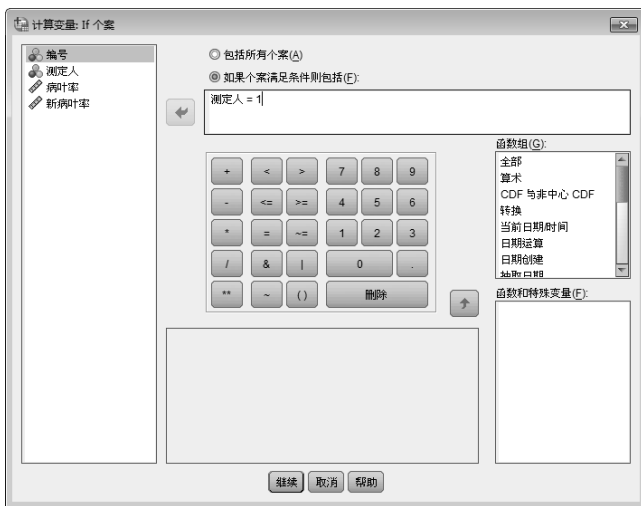 计算变量: If 个案
编号
测定人
病叶率
新病叶率
包括所有个案(A)
如果个案满足条件则包括(F):
测定人 = 1
+ < > 7 8 9
- <= >= 4 5 6
* = ~= 1 2 3
/ & | 0 .
** ~ () 删除
函数组(G):
全部
算术
CDF 与非中心 CDF
转换
当前日期/时间
日期运算
日期创建
抽取日期
函数和特殊变量(F):
继续 取消 帮助